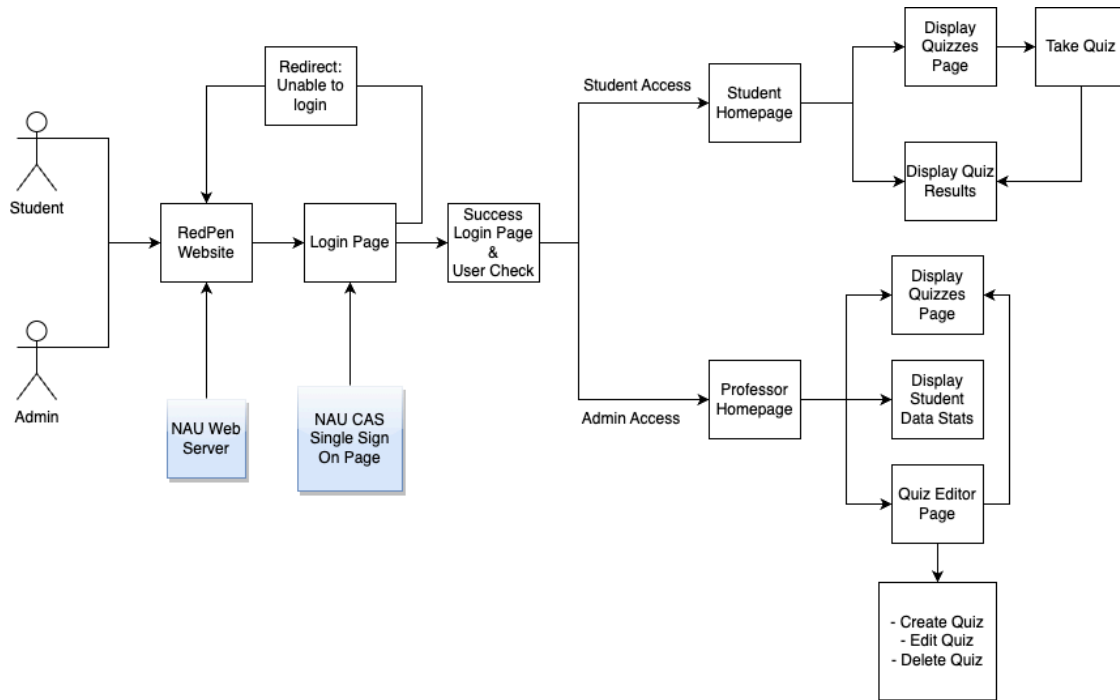 Redirect:
Unable to
login
Student
Admin
RedPen
Website
Login Page
Success
Login Page
&
User Check
NAU Web
Server
NAU CAS
Single Sign
On Page
Student Access
Student
Homepage
Display
Quizzes
Page
Take Quiz
Display Quiz
Results
Admin Access
Professor
Homepage
Display
Quizzes
Page
Display
Student
Data Stats
Quiz Editor
Page
- Create Quiz
- Edit Quiz
- Delete Quiz